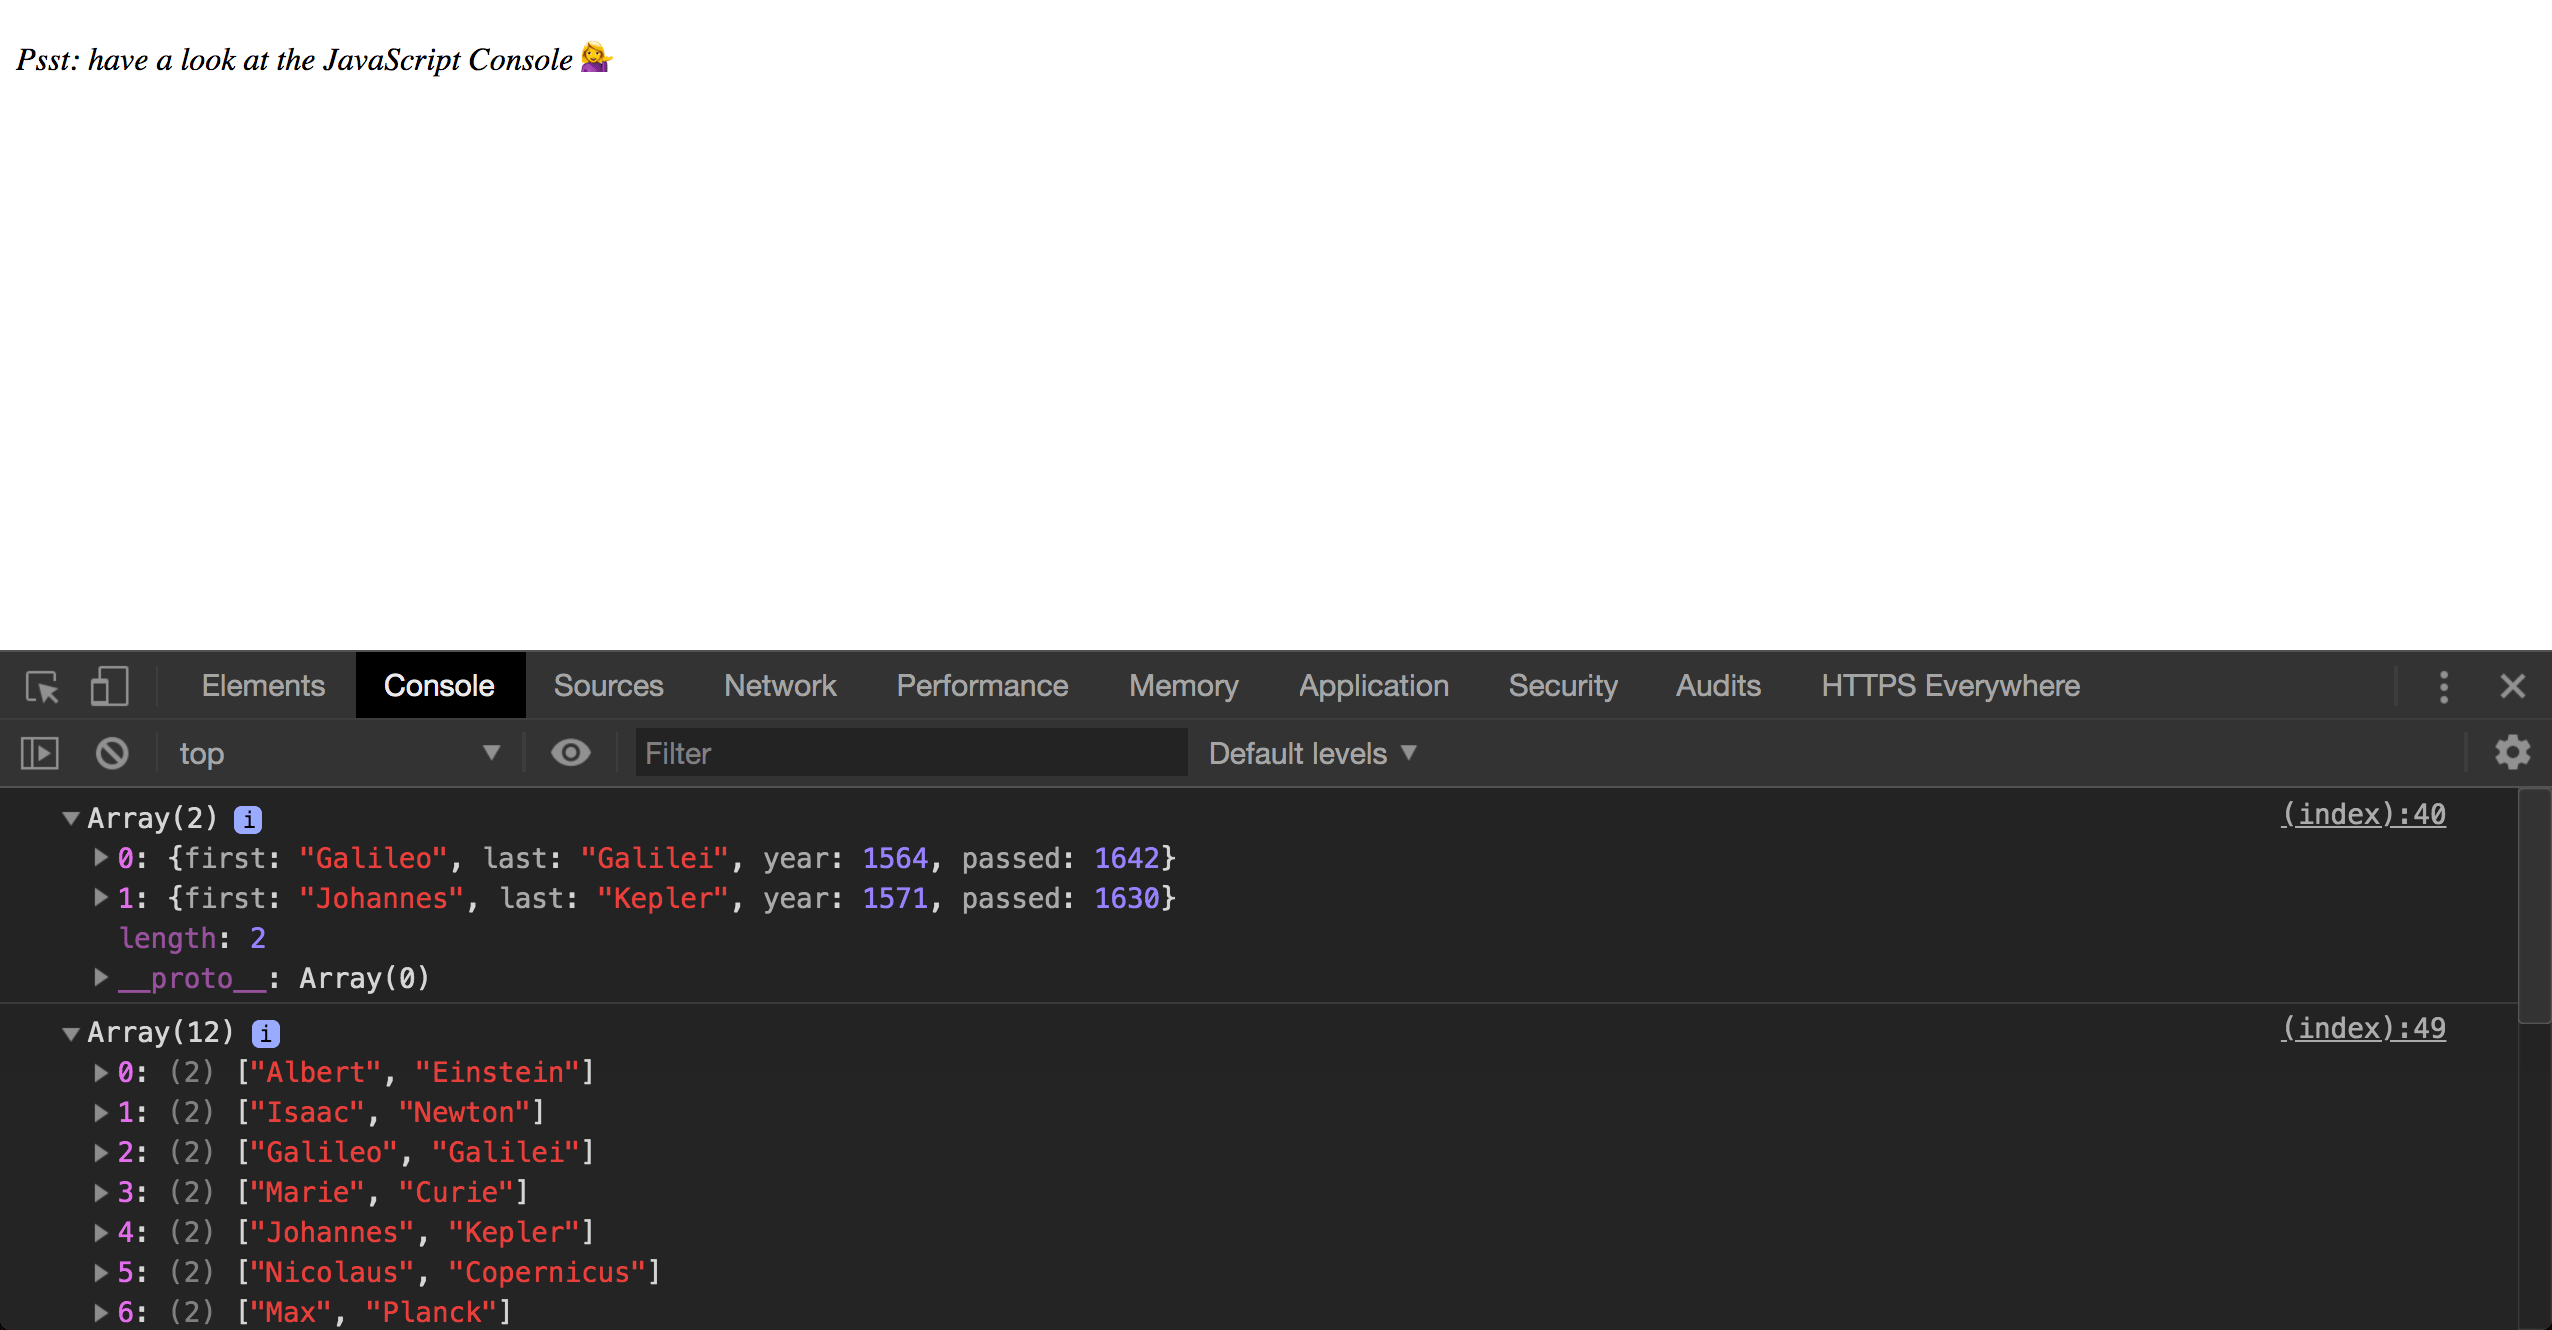 Psst: have a look at the JavaScript Console 💁
Elements Console Sources Network Performance Memory Application Security Audits HTTPS Everywhere
top Filter Default levels
Array(2) i (index):40
0: {first: "Galileo", last: "Galilei", year: 1564, passed: 1642}
1: {first: "Johannes", last: "Kepler", year: 1571, passed: 1630}
length: 2
__proto__: Array(0)
Array(12) i (index):49
0: (2) ["Albert", "Einstein"]
1: (2) ["Isaac", "Newton"]
2: (2) ["Galileo", "Galilei"]
3: (2) ["Marie", "Curie"]
4: (2) ["Johannes", "Kepler"]
5: (2) ["Nicolaus", "Copernicus"]
6: (2) ["Max", "Planck"]